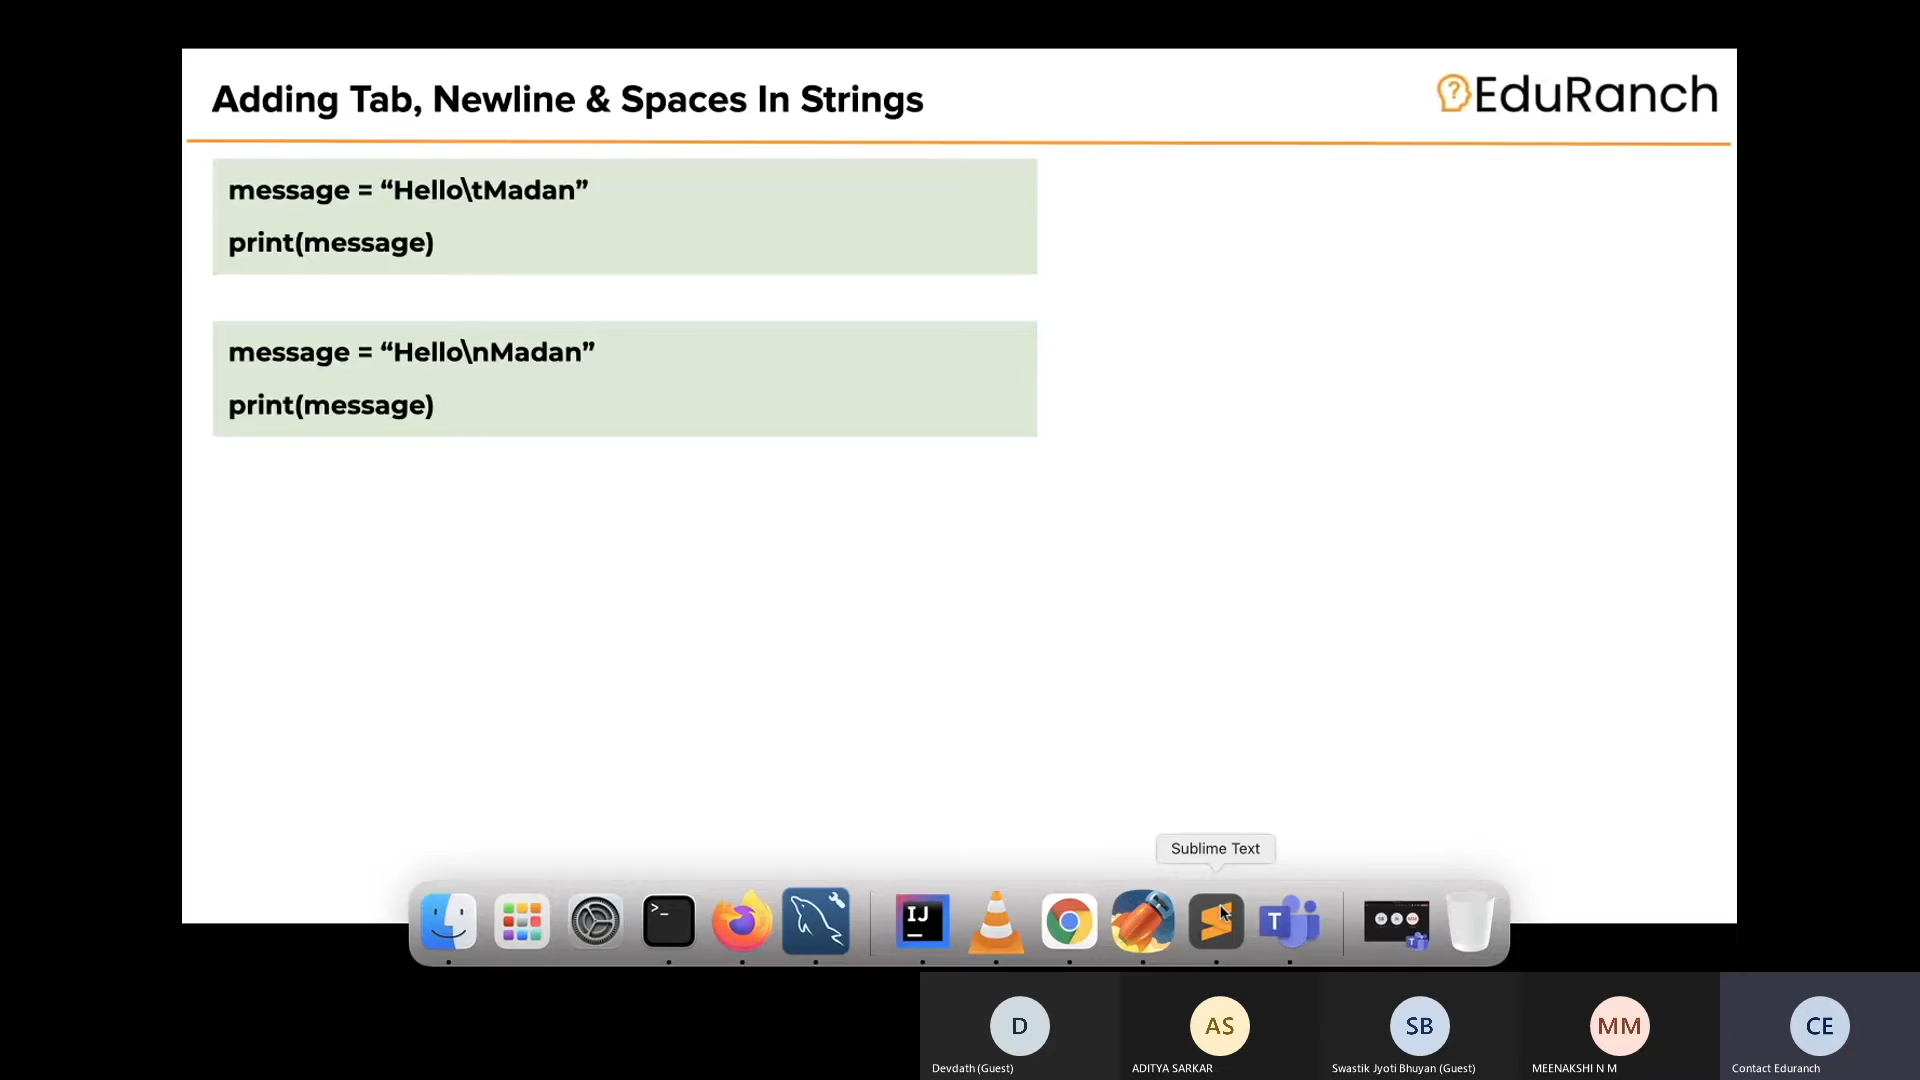 Adding Tab, Newline & Spaces In Strings
EduRanch
message = “Hello\tMadan”
print(message)
message = “Hello\nMadan”
print(message)
Sublime Text
>_
IJ
T
D
AS
SB
MM
CE
Devdath (Guest)
ADITYA SARKAR
Swastik Jyoti Bhuyan (Guest)
MEENAKSHI N M
Contact Eduranch